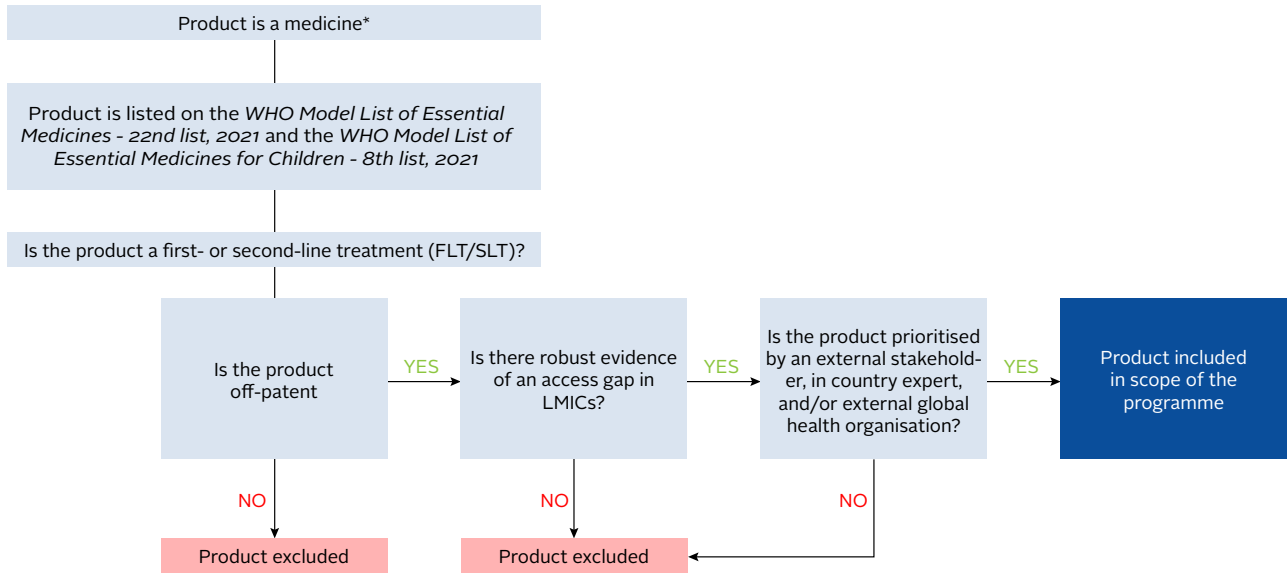 Product is a medicine*
Product is listed on the WHO Model List of Essential
Medicines - 22nd list, 2021 and the WHO Model List of
Essential Medicines for Children - 8th list, 2021
Is the product a first- or second-line treatment (FLT/SLT)?
Is the product
off-patent
YES
Is there robust evidence
of an access gap in
LMICs?
YES
Is the product prioritised
by an external stakehold-
er, in country expert,
and/or external global
health organisation?
YES
Product included
in scope of the
programme
NO
NO
NO
Product excluded
Product excluded